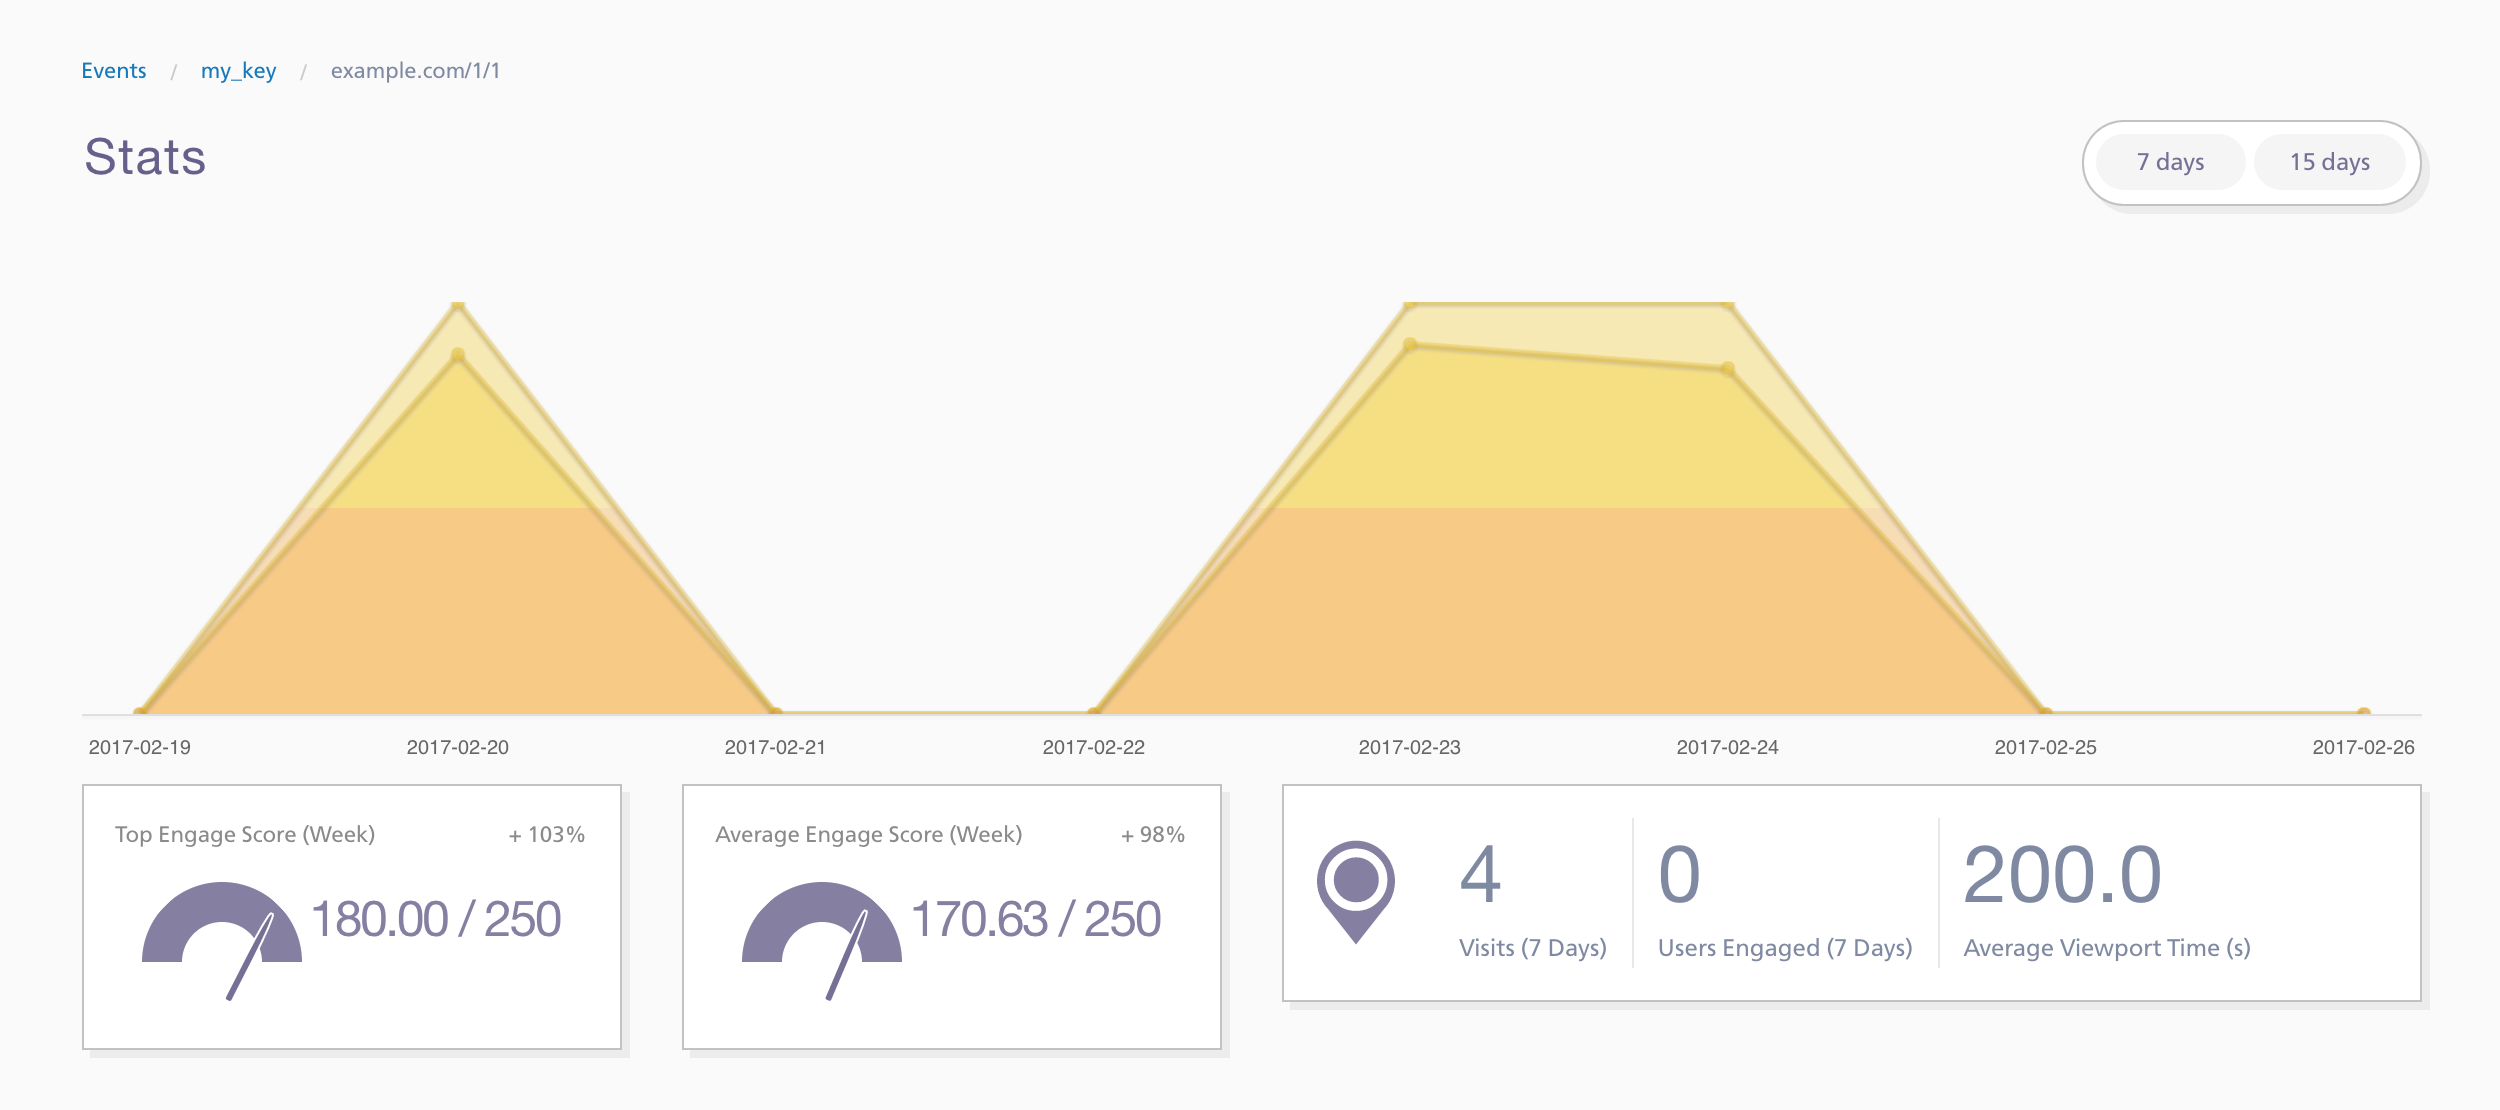 Events / my_key / example.com/1/1
Stats
7 days 15 days
2017-02-19 2017-02-20 2017-02-21 2017-02-22 2017-02-23 2017-02-24 2017-02-25 2017-02-26
Top Engage Score (Week) + 103%
180.00 / 250
Average Engage Score (Week) + 98%
170.63 / 250
4 0 200.0
Visits (7 Days) Users Engaged (7 Days) Average Viewport Time (s)